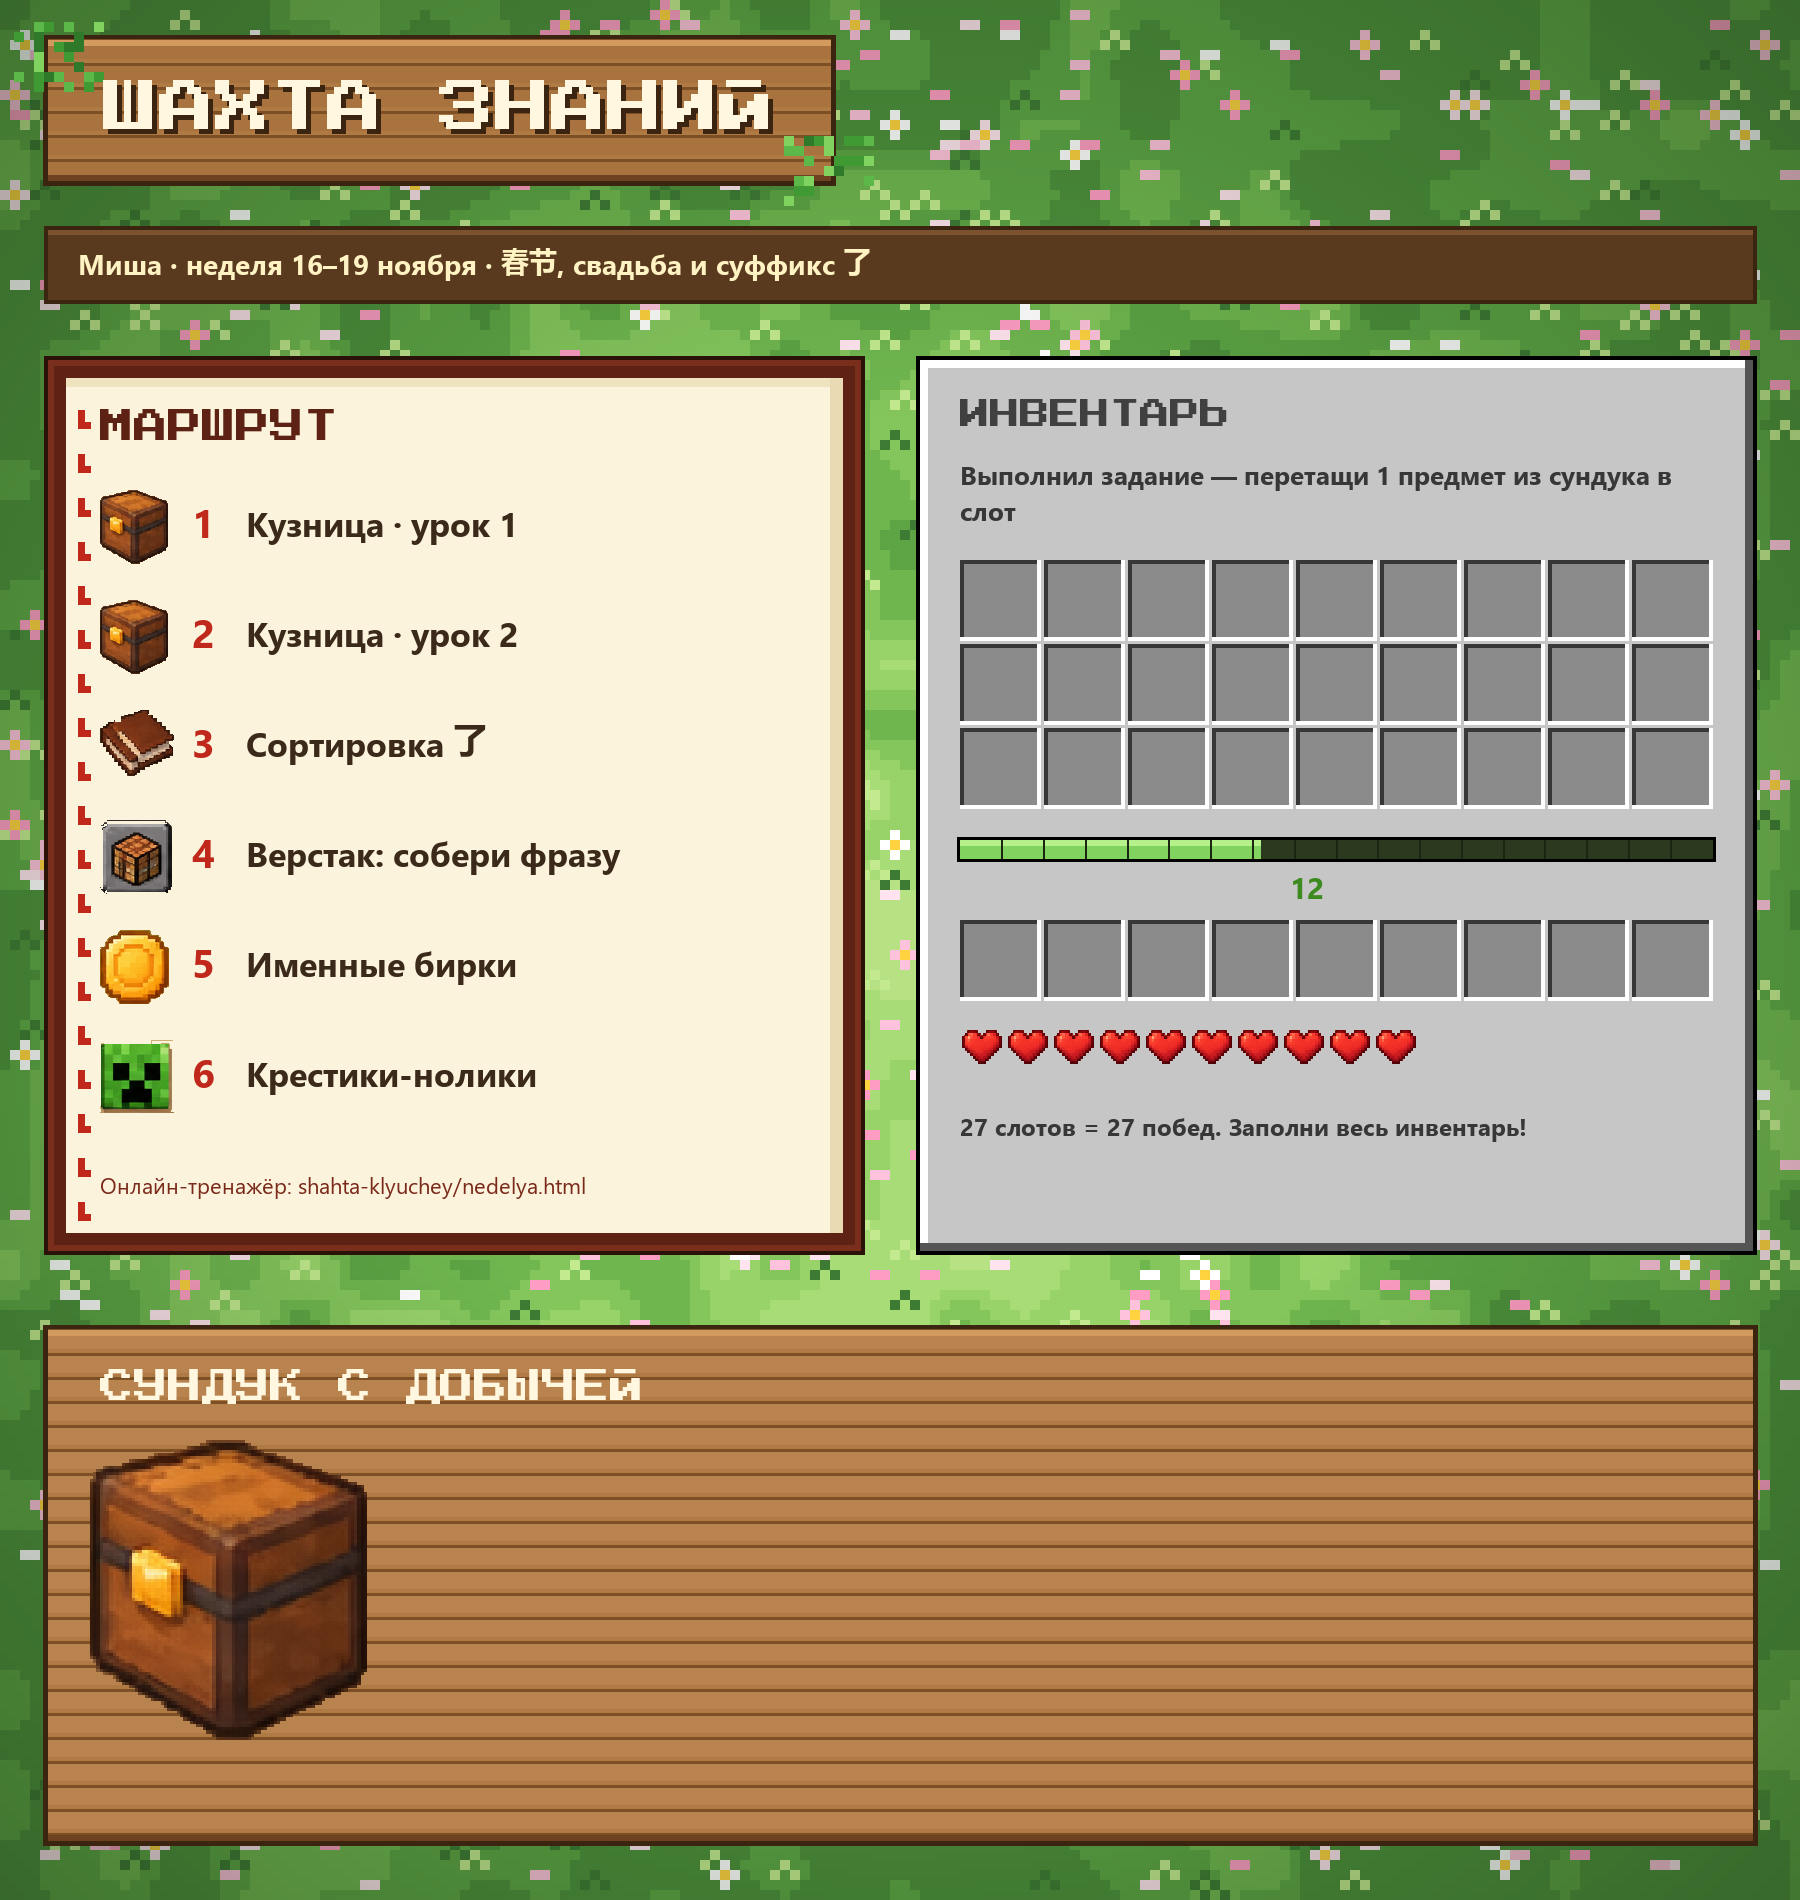 ШАХТА ЗНАНИЙ
Миша · неделя 16–19 ноября · 春节, свадьба и суффикс 了
МАРШРУТ
1 Кузница · урок 1
2 Кузница · урок 2
3 Сортировка 了
4 Верстак: собери фразу
5 Именные бирки
6 Крестики-нолики
Онлайн-тренажёр: shahta-klyuchey/nedelya.html
ИНВЕНТАРЬ
Выполнил задание — перетащи 1 предмет из сундука в
слот
12
27 слотов = 27 побед. Заполни весь инвентарь!
СУНДУК С ДОБЫЧЕЙ